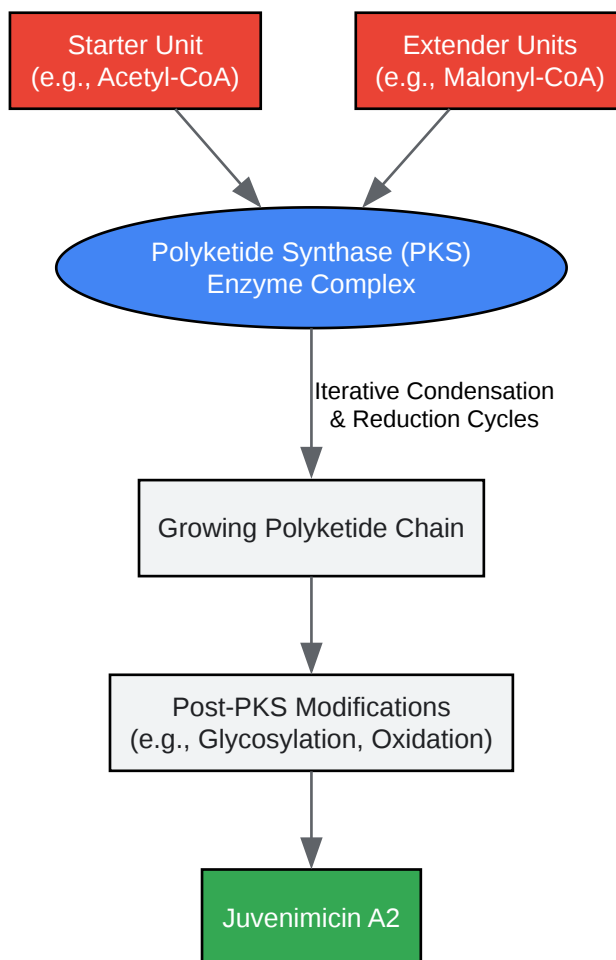 Starter Unit
(e.g., Acetyl-CoA)
Extender Units
(e.g., Malonyl-CoA)
Polyketide Synthase (PKS)
Enzyme Complex
Iterative Condensation
& Reduction Cycles
Growing Polyketide Chain
Post-PKS Modifications
(e.g., Glycosylation, Oxidation)
Juvenimicin A2